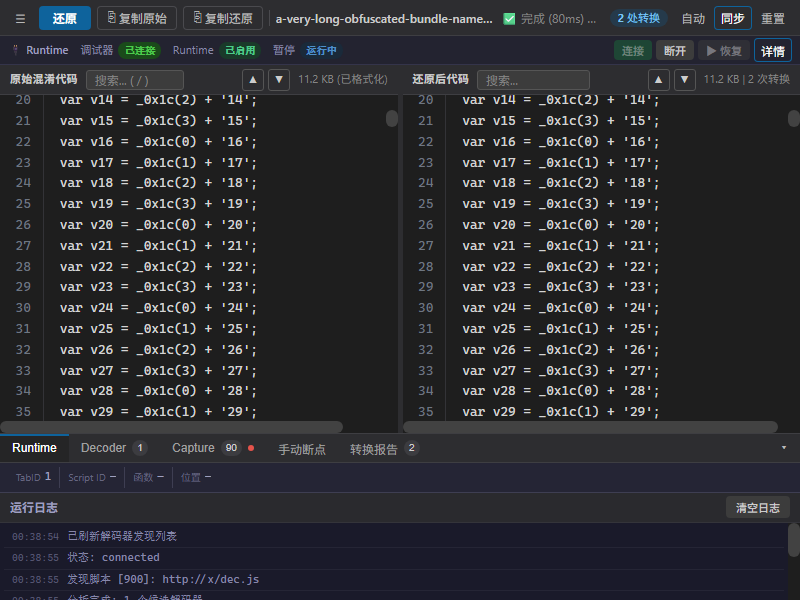 ☰ 还原 复制原始 复制还原 a-very-long-obfuscated-bundle-name... ✅ 完成 (80ms) ... 2 处转换 自动 同步 重置
Runtime 调试器 已连接 Runtime 已启用 暂停 运行中 连接 断开 ▶ 恢复 详情
原始混淆代码 搜索... ( / ) ▲ ▼ 11.2 KB (已格式化) 还原后代码 搜索... ▲ ▼ 11.2 KB | 2 次转换
20 var v14 = _0x1c(2) + '14'; 20 var v14 = _0x1c(2) + '14';
21 var v15 = _0x1c(3) + '15'; 21 var v15 = _0x1c(3) + '15';
22 var v16 = _0x1c(0) + '16'; 22 var v16 = _0x1c(0) + '16';
23 var v17 = _0x1c(1) + '17'; 23 var v17 = _0x1c(1) + '17';
24 var v18 = _0x1c(2) + '18'; 24 var v18 = _0x1c(2) + '18';
25 var v19 = _0x1c(3) + '19'; 25 var v19 = _0x1c(3) + '19';
26 var v20 = _0x1c(0) + '20'; 26 var v20 = _0x1c(0) + '20';
27 var v21 = _0x1c(1) + '21'; 27 var v21 = _0x1c(1) + '21';
28 var v22 = _0x1c(2) + '22'; 28 var v22 = _0x1c(2) + '22';
29 var v23 = _0x1c(3) + '23'; 29 var v23 = _0x1c(3) + '23';
30 var v24 = _0x1c(0) + '24'; 30 var v24 = _0x1c(0) + '24';
31 var v25 = _0x1c(1) + '25'; 31 var v25 = _0x1c(1) + '25';
32 var v26 = _0x1c(2) + '26'; 32 var v26 = _0x1c(2) + '26';
33 var v27 = _0x1c(3) + '27'; 33 var v27 = _0x1c(3) + '27';
34 var v28 = _0x1c(0) + '28'; 34 var v28 = _0x1c(0) + '28';
35 var v29 = _0x1c(1) + '29'; 35 var v29 = _0x1c(1) + '29';
Runtime Decoder 1 Capture 90 手动断点 转换报告 2
TabID 1 Script ID — 函数 — 位置 —
运行日志 清空日志
00:38:54 已刷新解码器发现列表
00:38:55 状态: connected
00:38:55 发现脚本 [900]: http://x/dec.js
00:38:55 分析完成: 1 个候选解码器